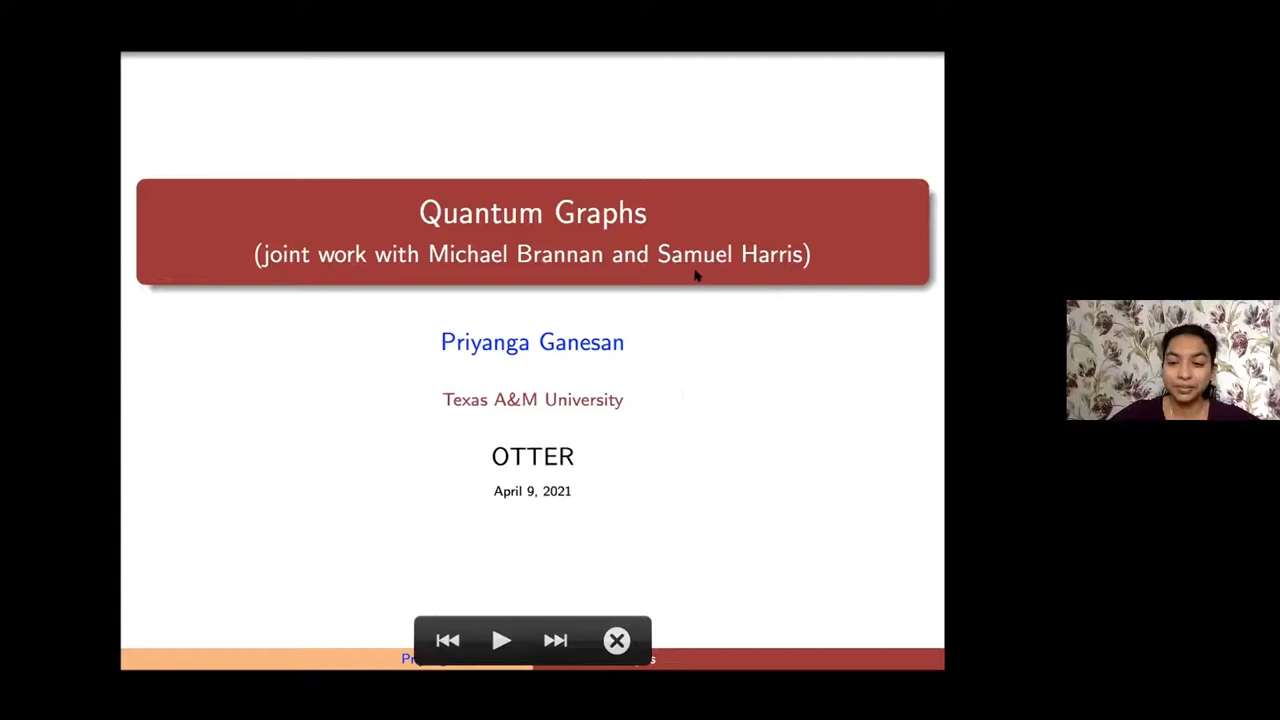 Quantum Graphs
(joint work with Michael Brannan and Samuel Harris)
Priyanga Ganesan
Texas A&M University
OTTER
April 9, 2021